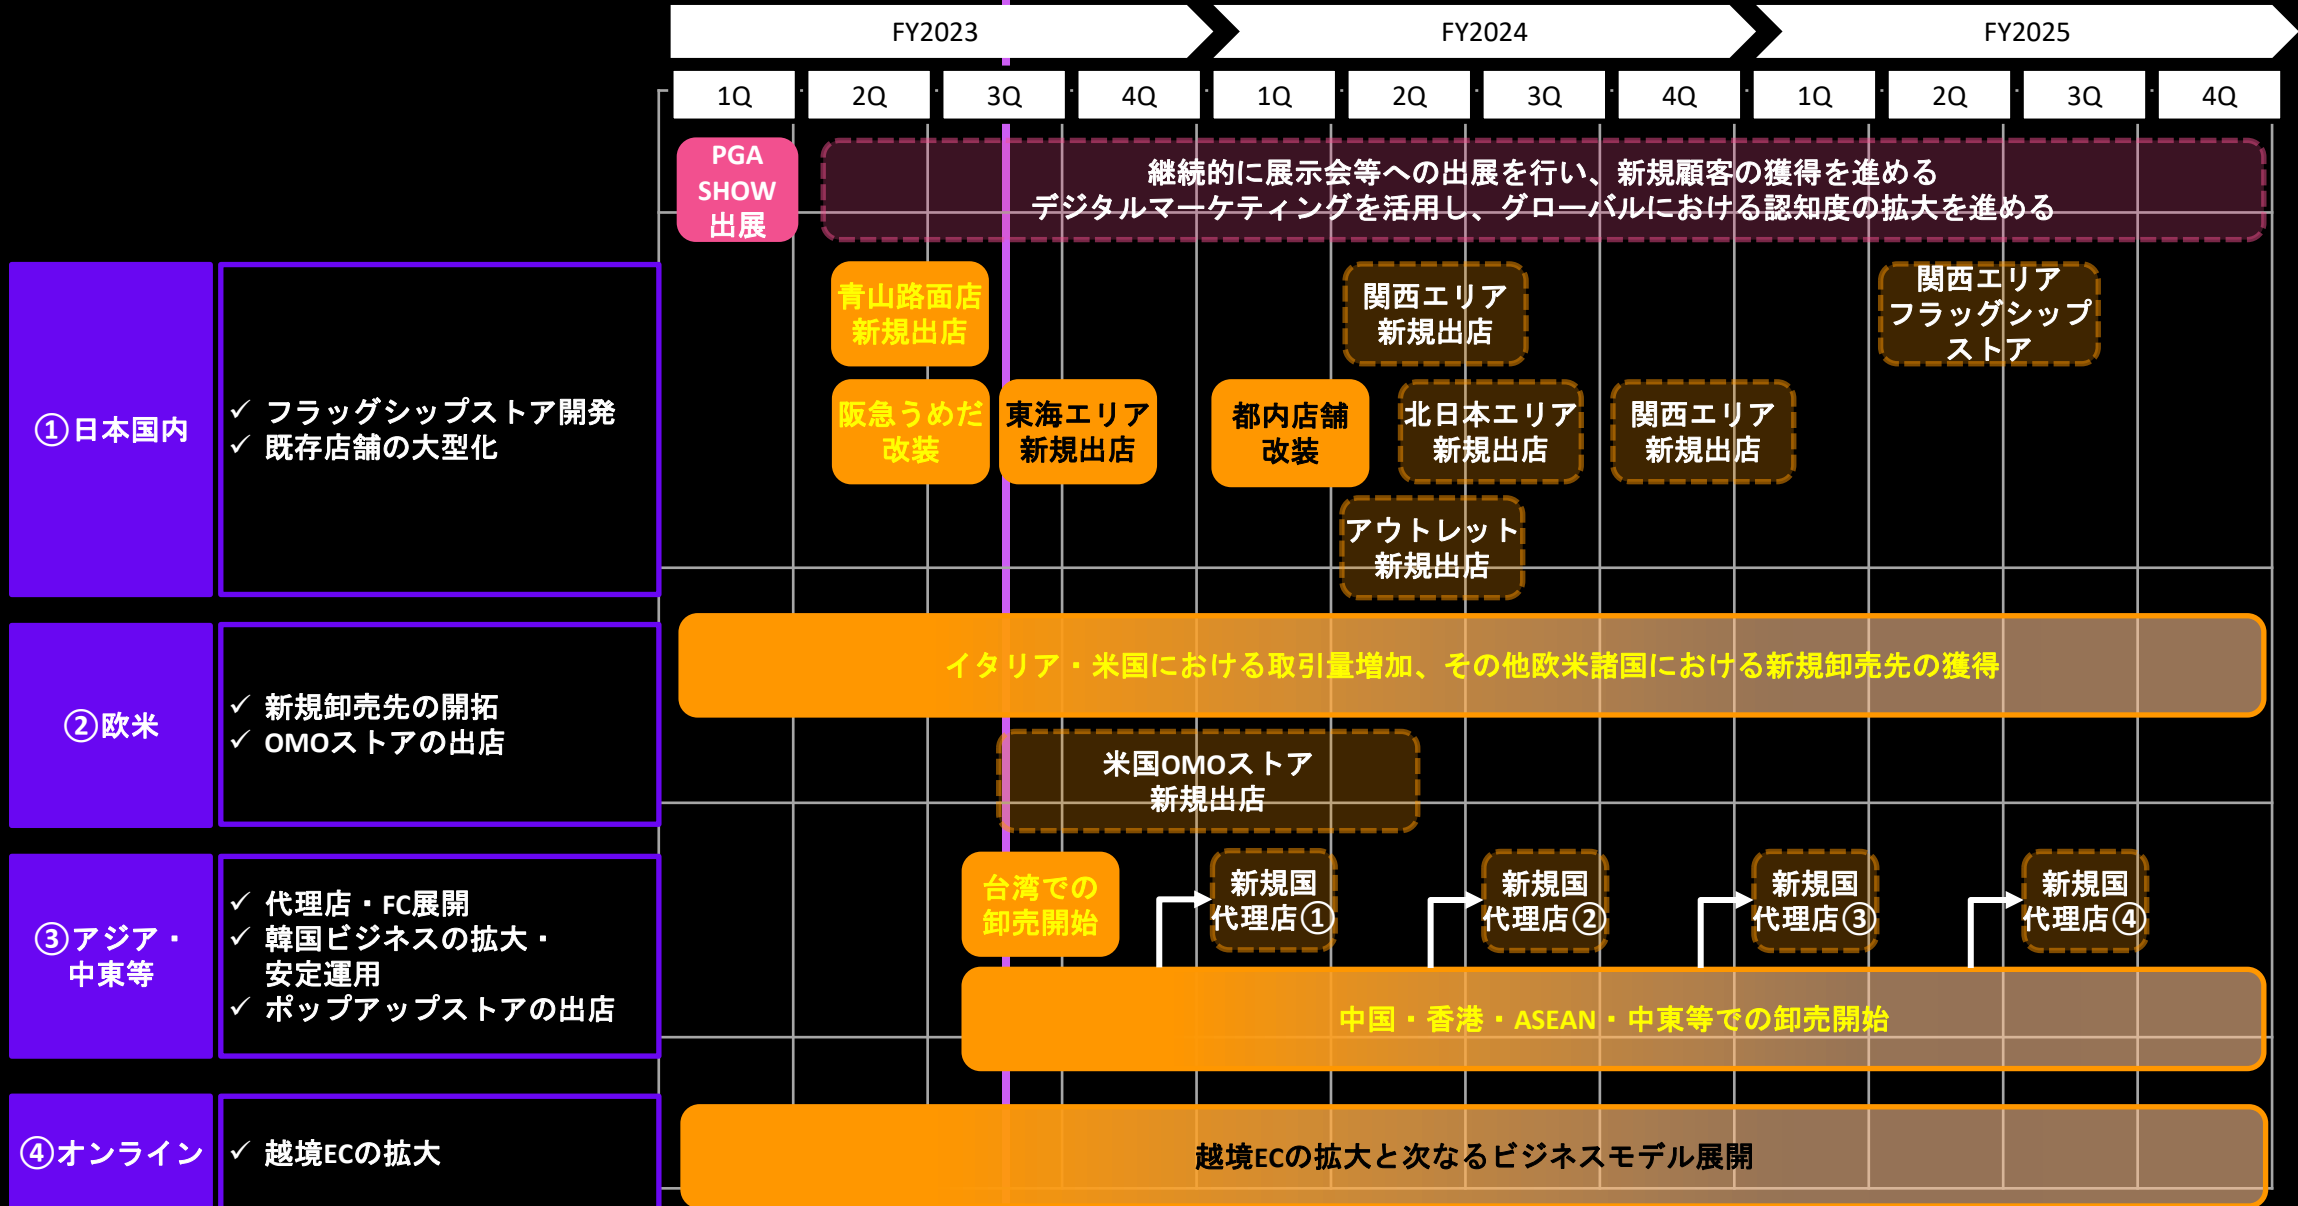 FY2023
FY2024
FY2025
1Q
2Q
3Q
4Q
1Q
2Q
3Q
4Q
1Q
2Q
3Q
4Q
PGA
SHOW
出展
継続的に展示会等への出展を行い、新規顧客の獲得を進める
デジタルマーケティングを活用し、グローバルにおける認知度の拡大を進める
①日本国内
✓ フラッグシップストア開発
✓ 既存店舗の大型化
青山路面店
新規出店
関西エリア
新規出店
関西エリア
フラッグシップ
ストア
阪急うめだ
改装
東海エリア
新規出店
都内店舗
改装
北日本エリア
新規出店
関西エリア
新規出店
アウトレット
新規出店
②欧米
✓ 新規卸売先の開拓
✓ OMOストアの出店
イタリア・米国における取引量増加、その他欧米諸国における新規卸売先の獲得
米国OMOストア
新規出店
③アジア・
中東等
✓ 代理店・FC展開
✓ 韓国ビジネスの拡大・
安定運用
✓ ポップアップストアの出店
台湾での
卸売開始
新規国
代理店①
新規国
代理店②
新規国
代理店③
新規国
代理店④
中国・香港・ASEAN・中東等での卸売開始
④オンライン
✓ 越境ECの拡大
越境ECの拡大と次なるビジネスモデル展開